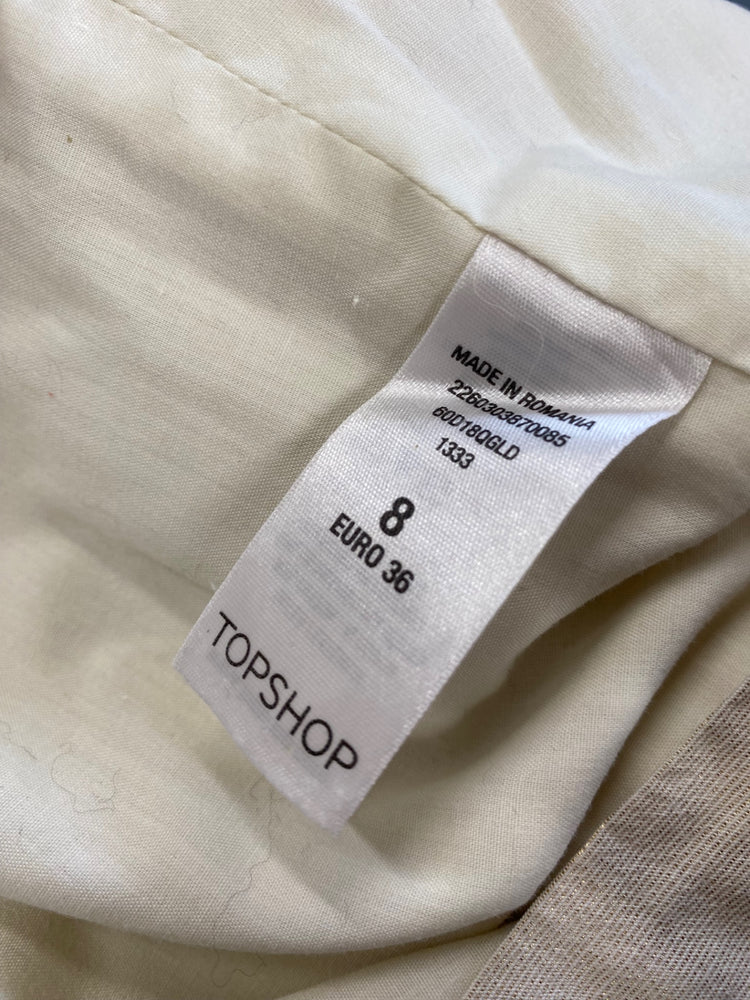 MADE IN ROMANIA
2260303870085
60D18QGLD
1333
8
EURO 36
TOPSHOP